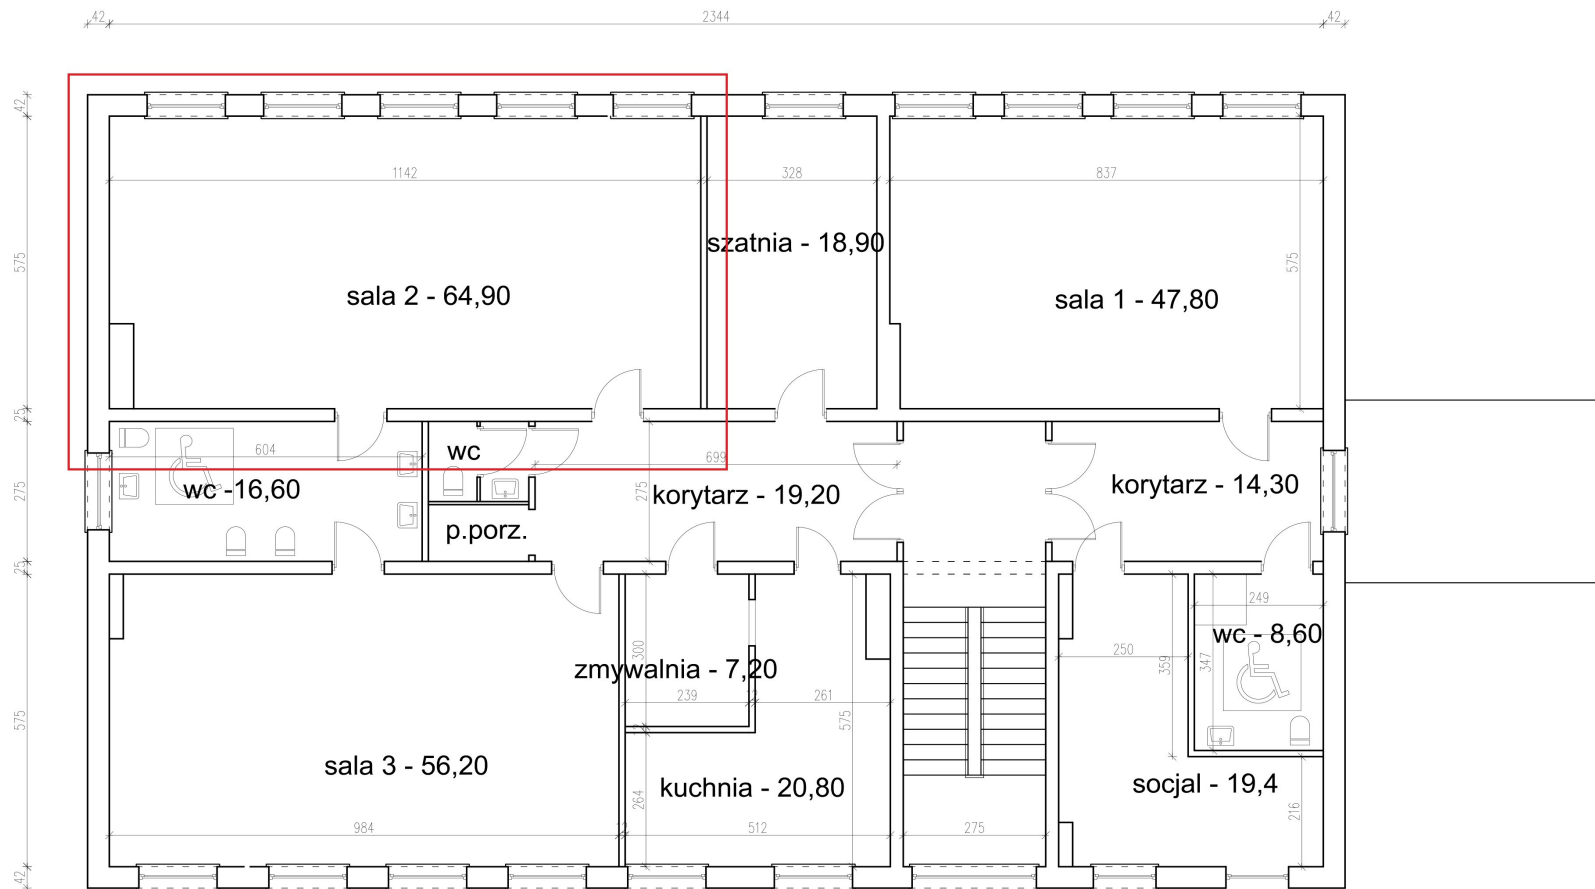 42
2344
42
42
1142
328
837
575
575
szatnia - 18,90
sala 2 - 64,90
sala 1 - 47,80
25
604
wc
699
275
275
wc -16,60
korytarz - 19,20
korytarz - 14,30
p.porz.
25
249
wc - 8,60
300
250
359
347
zmywalnia - 7,20
239
12
261
575
575
12
sala 3 - 56,20
kuchnia - 20,80
socjal - 19,4
264
216
984
12
512
275
42